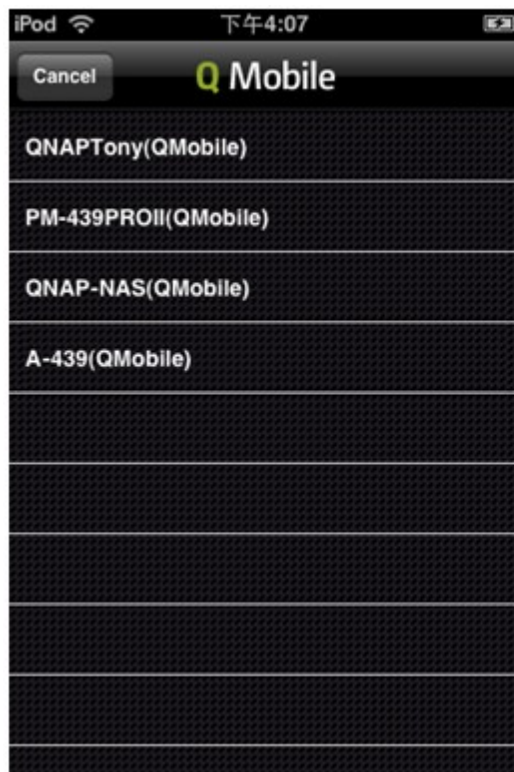 iPod 下午4:07
Cancel Q Mobile
QNAPTony(QMobile)
PM-439PROII(QMobile)
QNAP-NAS(QMobile)
A-439(QMobile)